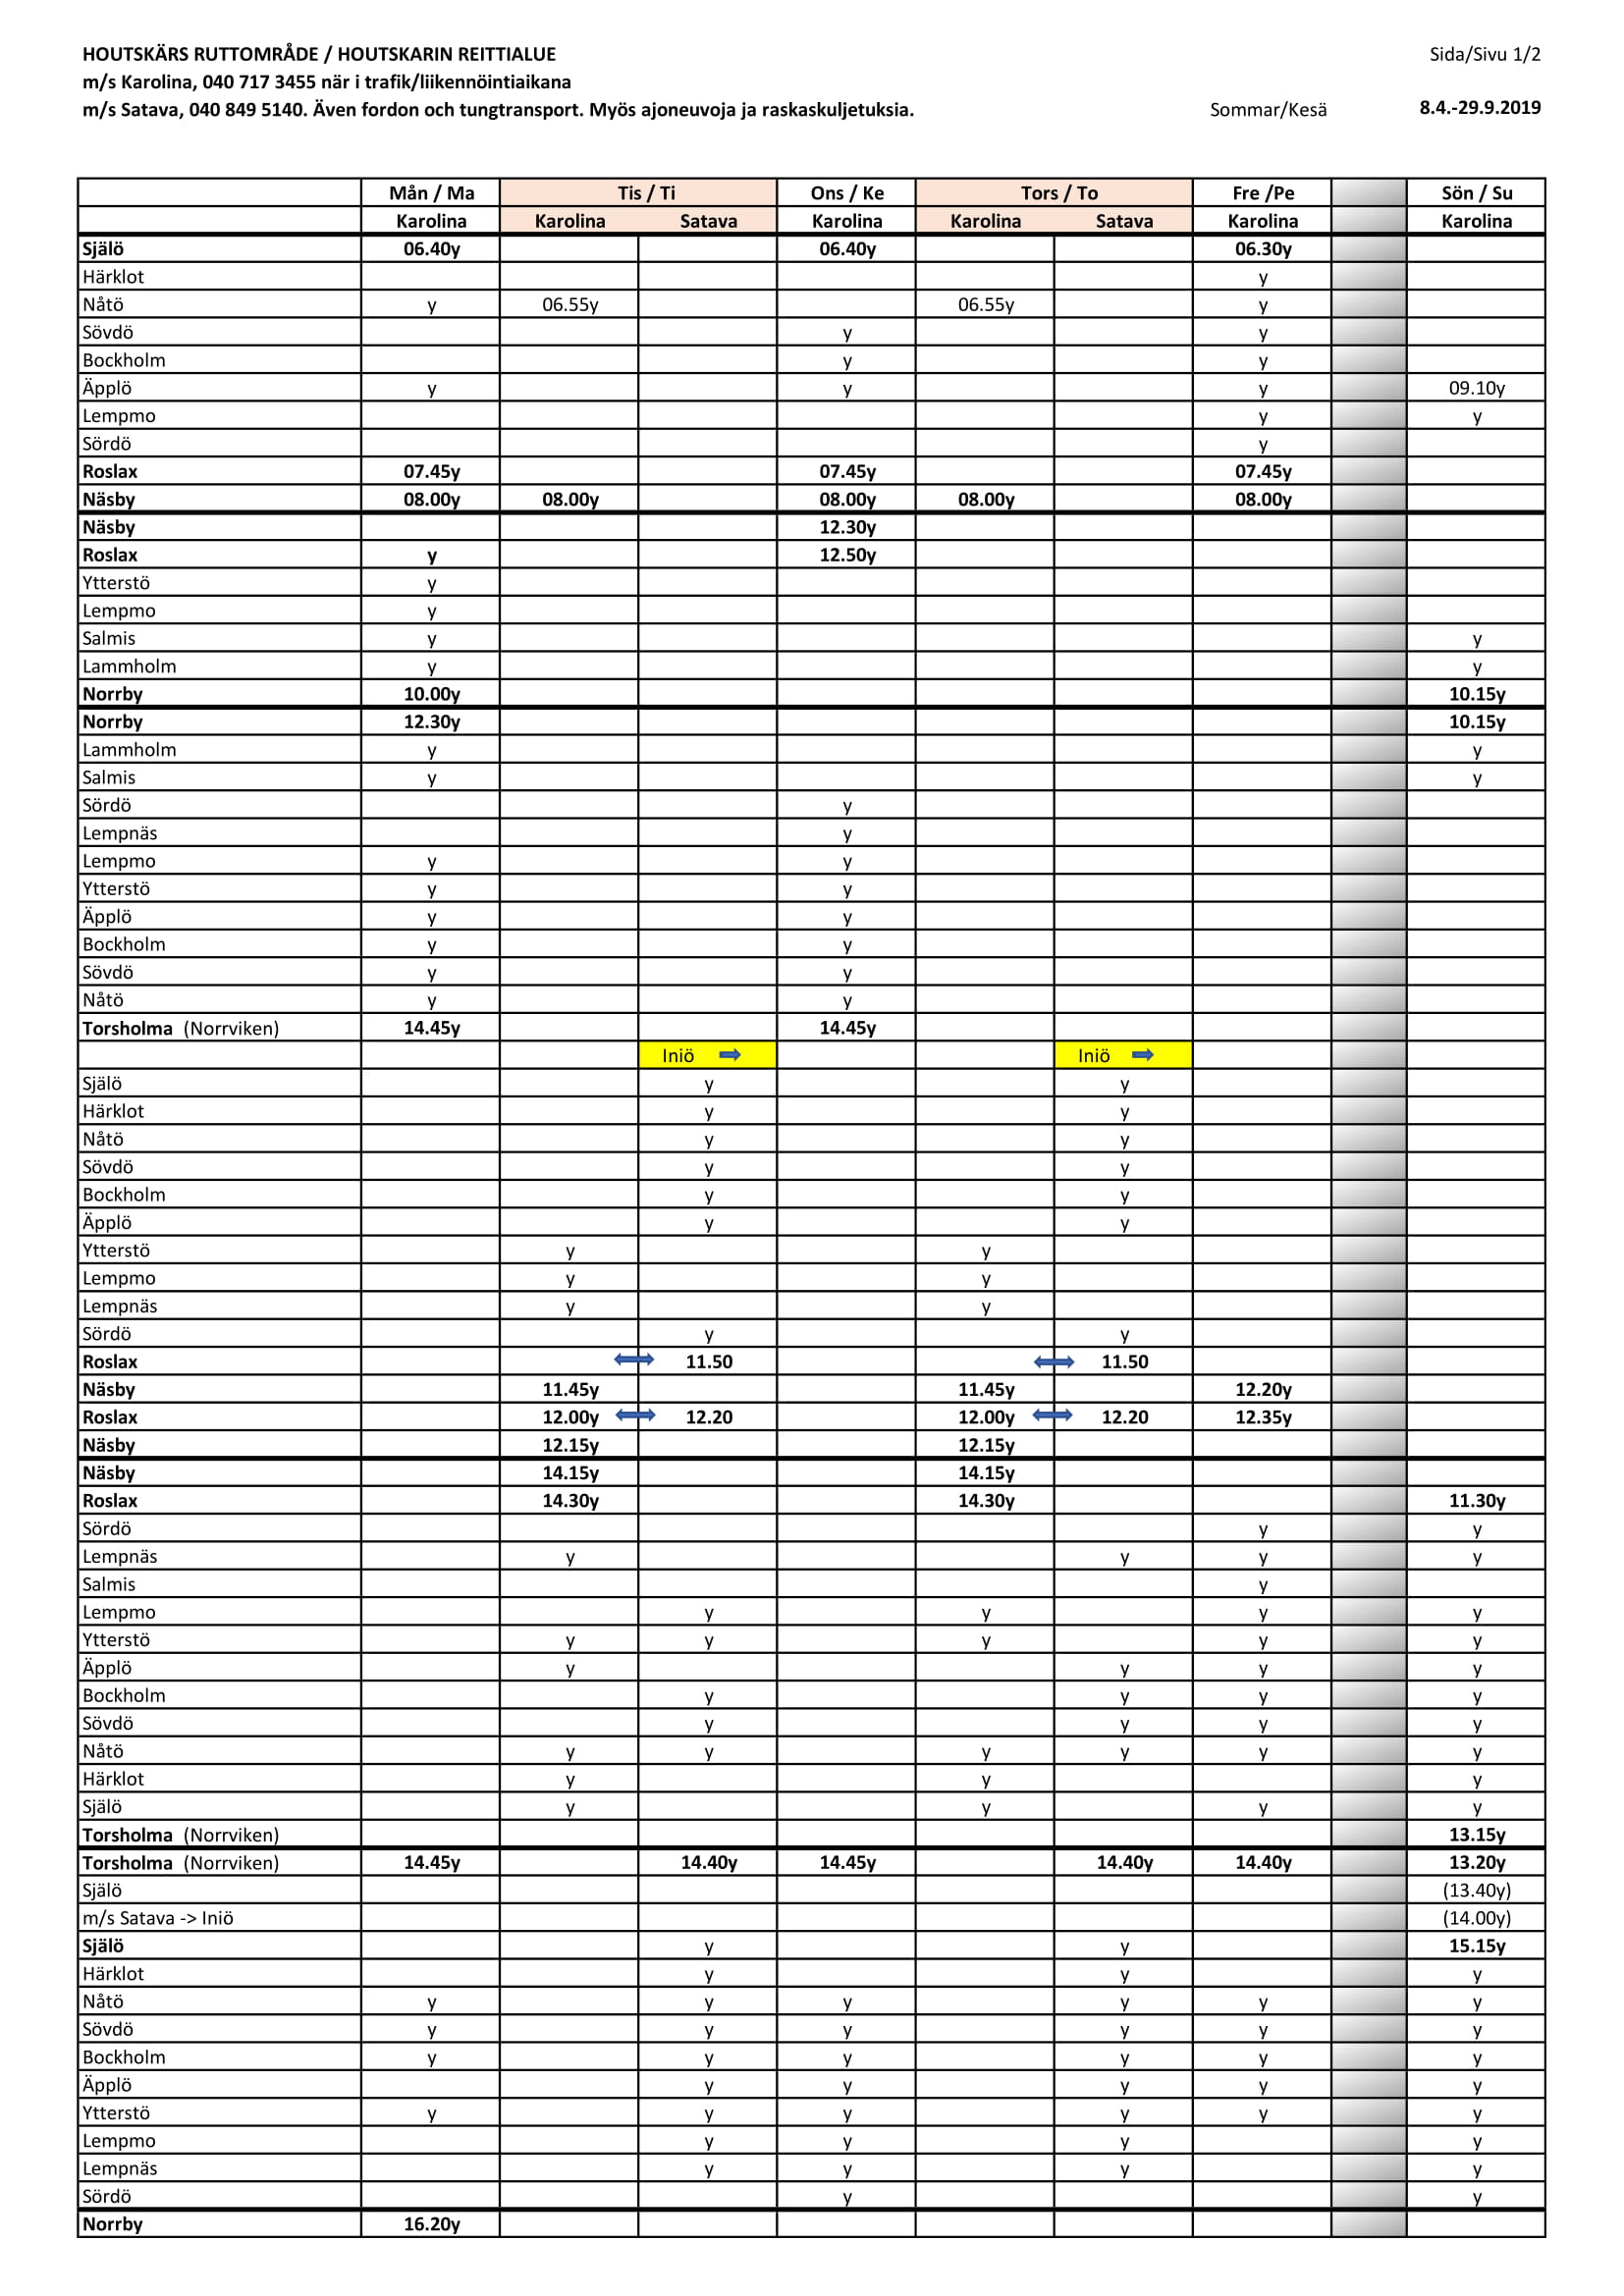 HOUTSKÄRS RUTTOMRÅDE / HOUTSKARIN REITTIALUE Sida/Sivu 1/2
m/s Karolina, 040 717 3455 när i trafik/liikennöintiaikana
m/s Satava, 040 849 5140. Även fordon och tungtransport. Myös ajoneuvoja ja raskaskuljetuksia. Sommar/Kesä 8.4.-29.9.2019
Mån / Ma Tis / Ti Ons / Ke Tors / To Fre /Pe Sön / Su
Karolina Karolina Satava Karolina Karolina Satava Karolina Karolina
Själö 06.40y 06.40y 06.30y
Härklot y
Nåtö y 06.55y 06.55y y
Sövdö y y
Bockholm y y
Äpplö y y y 09.10y
Lempmo y y
Sördö y
Roslax 07.45y 07.45y 07.45y
Näsby 08.00y 08.00y 08.00y 08.00y 08.00y
Näsby 12.30y
Roslax y 12.50y
Ytterstö y
Lempmo y
Salmis y y
Lammholm y y
Norrby 10.00y 10.15y
Norrby 12.30y 10.15y
Lammholm y y
Salmis y y
Sördö y
Lempnäs y
Lempmo y y
Ytterstö y y
Äpplö y y
Bockholm y y
Sövdö y y
Nåtö y y
Torsholma (Norrviken) 14.45y 14.45y
Iniö Iniö
Själö y y
Härklot y y
Nåtö y y
Sövdö y y
Bockholm y y
Äpplö y y
Ytterstö y y
Lempmo y y
Lempnäs y y
Sördö y y
Roslax 11.50 11.50
Näsby 11.45y 11.45y 12.20y
Roslax 12.00y 12.20 12.00y 12.20 12.35y
Näsby 12.15y 12.15y
Näsby 14.15y 14.15y
Roslax 14.30y 14.30y 11.30y
Sördö y y
Lempnäs y y y y
Salmis y
Lempmo y y y y
Ytterstö y y y y y
Äpplö y y y y
Bockholm y y y y
Sövdö y y y y
Nåtö y y y y y y
Härklot y y y
Själö y y y y
Torsholma (Norrviken) 13.15y
Torsholma (Norrviken) 14.45y 14.40y 14.45y 14.40y 14.40y 13.20y
Själö (13.40y)
m/s Satava -> Iniö (14.00y)
Själö y y 15.15y
Härklot y y y
Nåtö y y y y y y
Sövdö y y y y y y
Bockholm y y y y y y
Äpplö y y y y y
Ytterstö y y y y y y
Lempmo y y y y
Lempnäs y y y y
Sördö y y
Norrby 16.20y